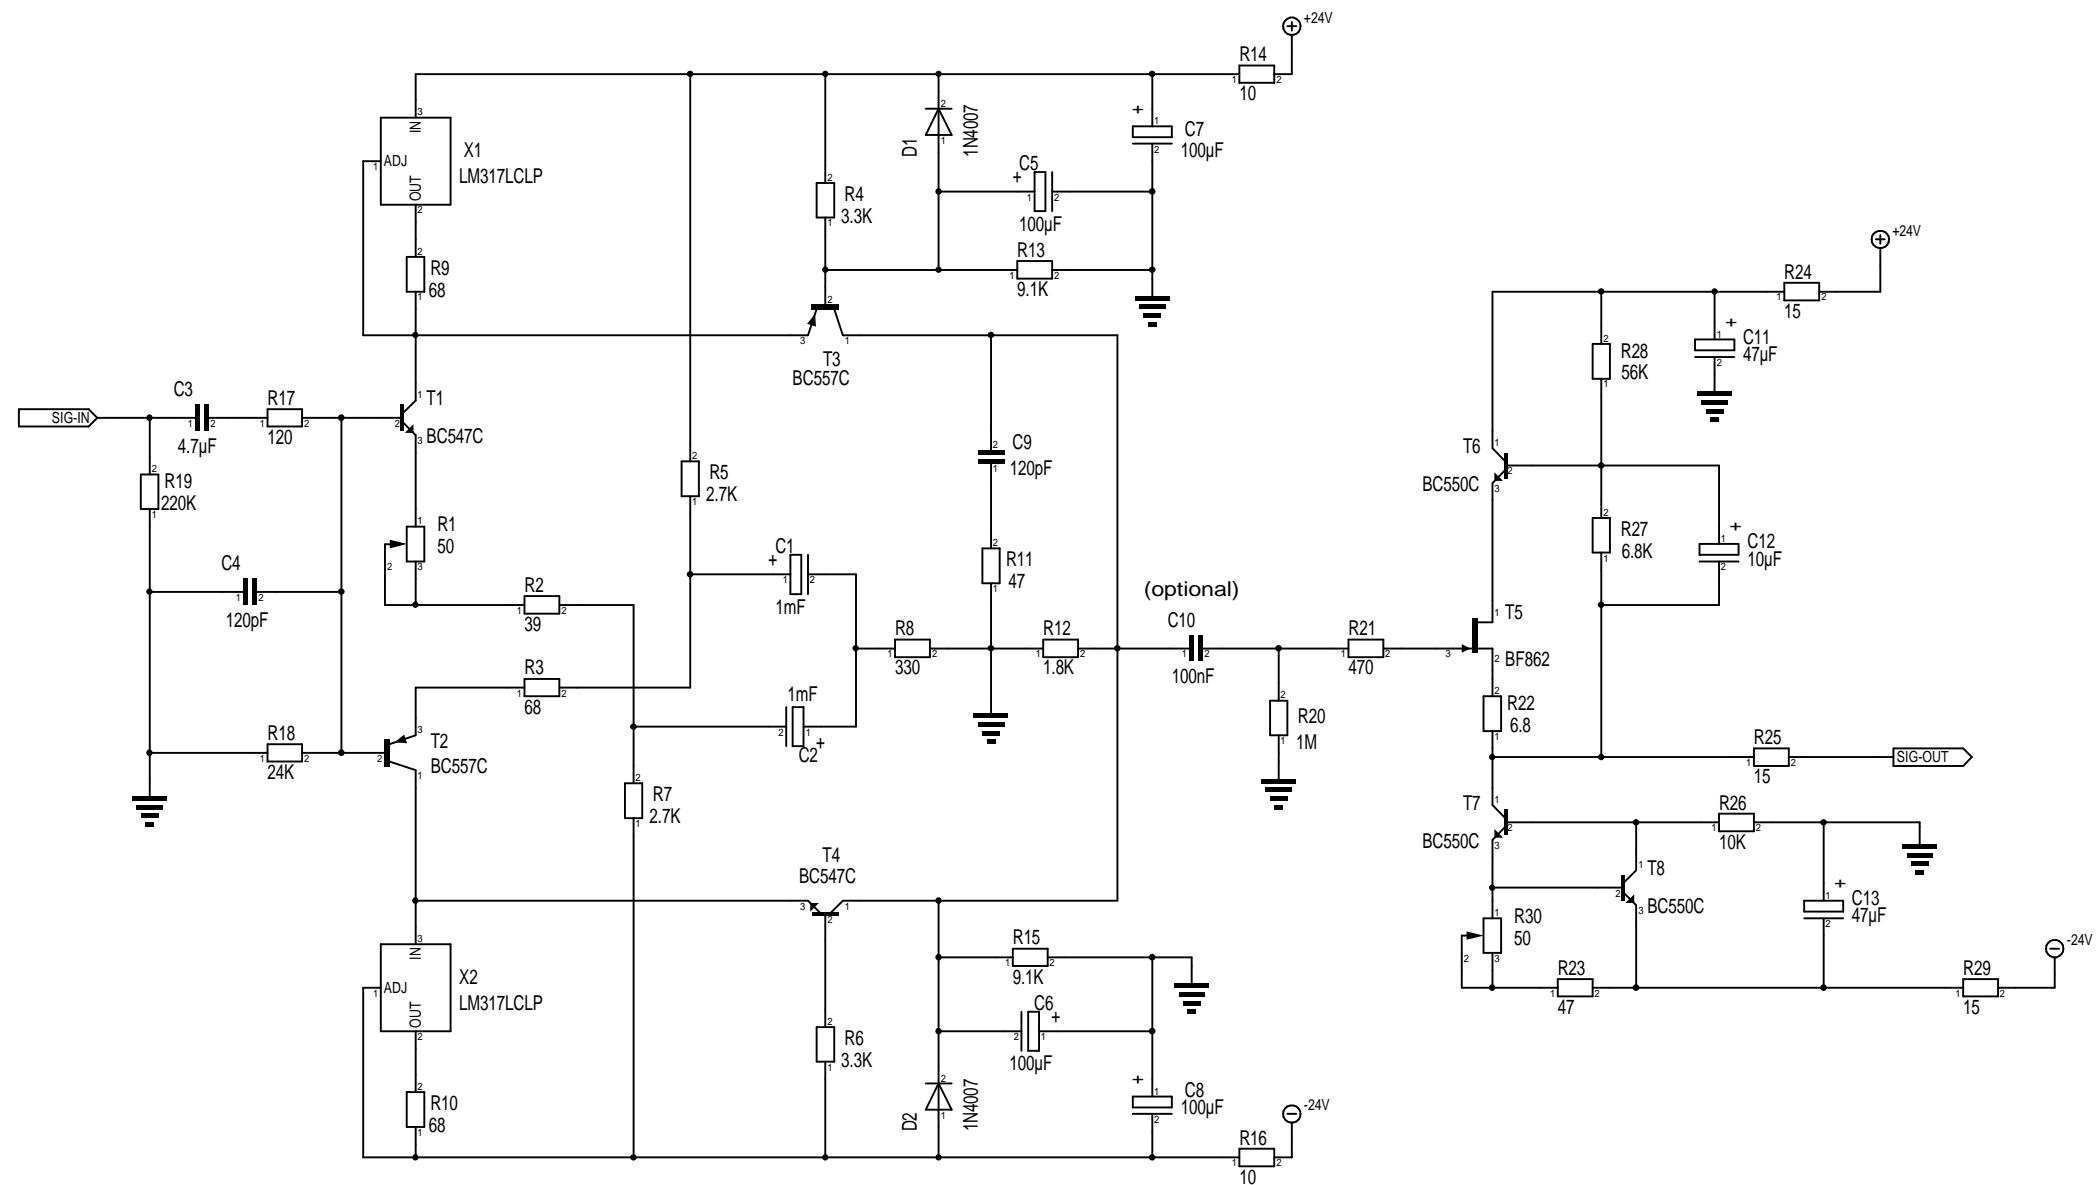 +24V
R14
10
X1
LM317LCLP
IN
ADJ
OUT
R9
68
R4
3.3K
D1
1N4007
C5
100µF
C7
100µF
R13
9.1K
T3
BC557C
+24V
R24
15
R28
56K
C11
47µF
SIG-IN
C3
4.7µF
R17
120
T1
BC547C
R19
220K
R1
50
C4
120pF
R2
39
R3
68
R18
24K
T2
BC557C
R5
2.7K
C1
1mF
1mF
C2
R7
2.7K
C9
120pF
R11
47
R8
330
R12
1.8K
(optional)
C10
100nF
R20
1M
R21
470
T6
BC550C
R27
6.8K
C12
10µF
T5
BF862
R22
6.8
R25
15
SIG-OUT
T7
BC550C
R26
10K
T8
BC550C
C13
47µF
R30
50
R23
47
R29
15
-24V
T4
BC547C
X2
LM317LCLP
IN
ADJ
OUT
R10
68
R6
3.3K
R15
9.1K
C6
100µF
D2
1N4007
C8
100µF
-24V
R16
10